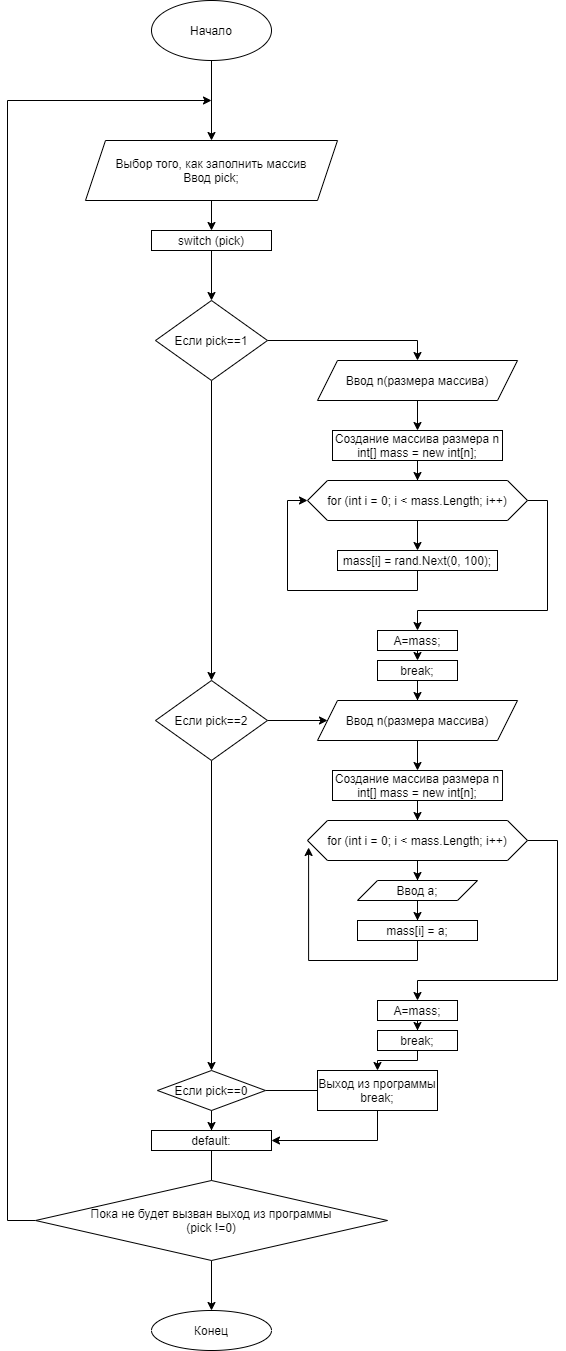 Начало
Выбор того, как заполнить массив
Ввод pick;
switch (pick)
Если pick==1
Ввод n(размера массива)
Создание массива размера n
int[] mass = new int[n];
for (int i = 0; i < mass.Length; i++)
mass[i] = rand.Next(0, 100);
A=mass;
break;
Если pick==2
Ввод n(размера массива)
Создание массива размера n
int[] mass = new int[n];
for (int i = 0; i < mass.Length; i++)
Ввод a;
mass[i] = a;
A=mass;
break;
Если pick==0
Выход из программы
break;
default:
Пока не будет вызван выход из программы
(pick !=0)
Конец